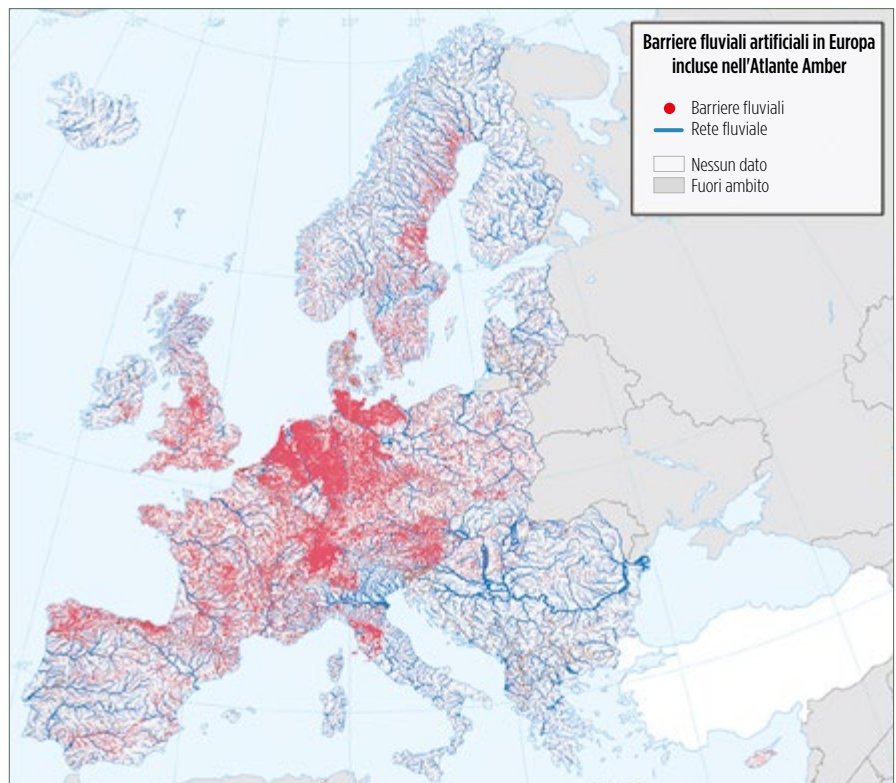 Barriere fluviali artificiali in Europa
incluse nell'Atlante Amber
Barriere fluviali
Rete fluviale
Nessun dato
Fuori ambito